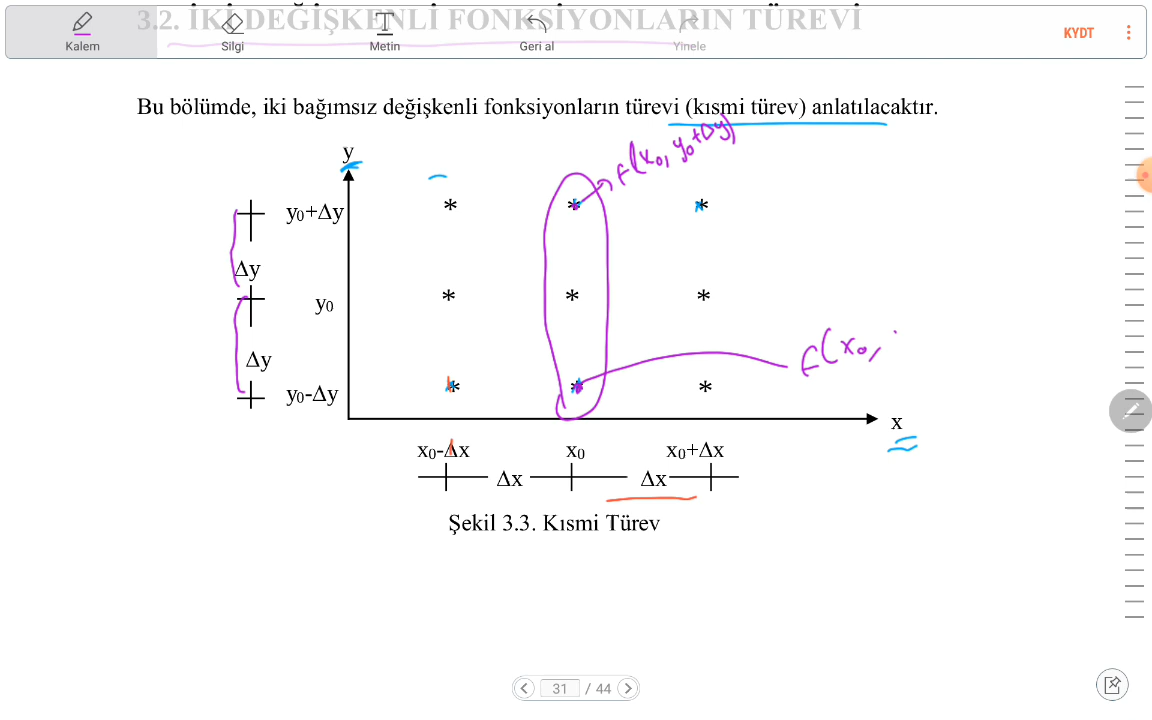 3.2. İKİ DEĞİŞKENLİ FONKSİYONLARIN TÜREVİ
Kalem Silgi Metin Geri al Yinele KYDT
Bu bölümde, iki bağımsız değişkenli fonksiyonların türevi (kısmi türev) anlatılacaktır.
f(x₀, y₀+Δy)
y
y₀+Δy * * *
Δy
y₀ * * *
f(x₀,
Δy
y₀-Δy * * *
x
x₀-Δx x₀ x₀+Δx
Δx Δx
Şekil 3.3. Kısmi Türev
31 / 44